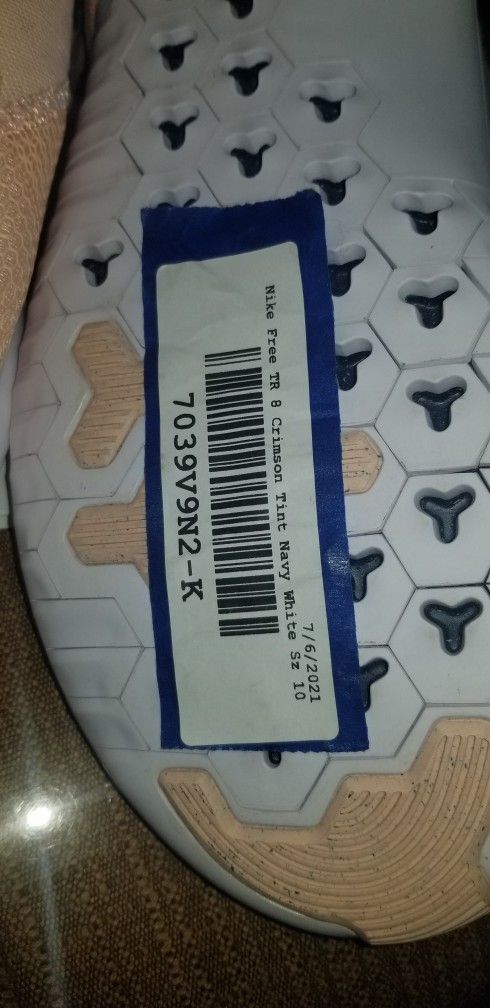 7/6/2021
Nike Free TR 8 Crimson Tint Navy White Sz 10
7039V9N2-K